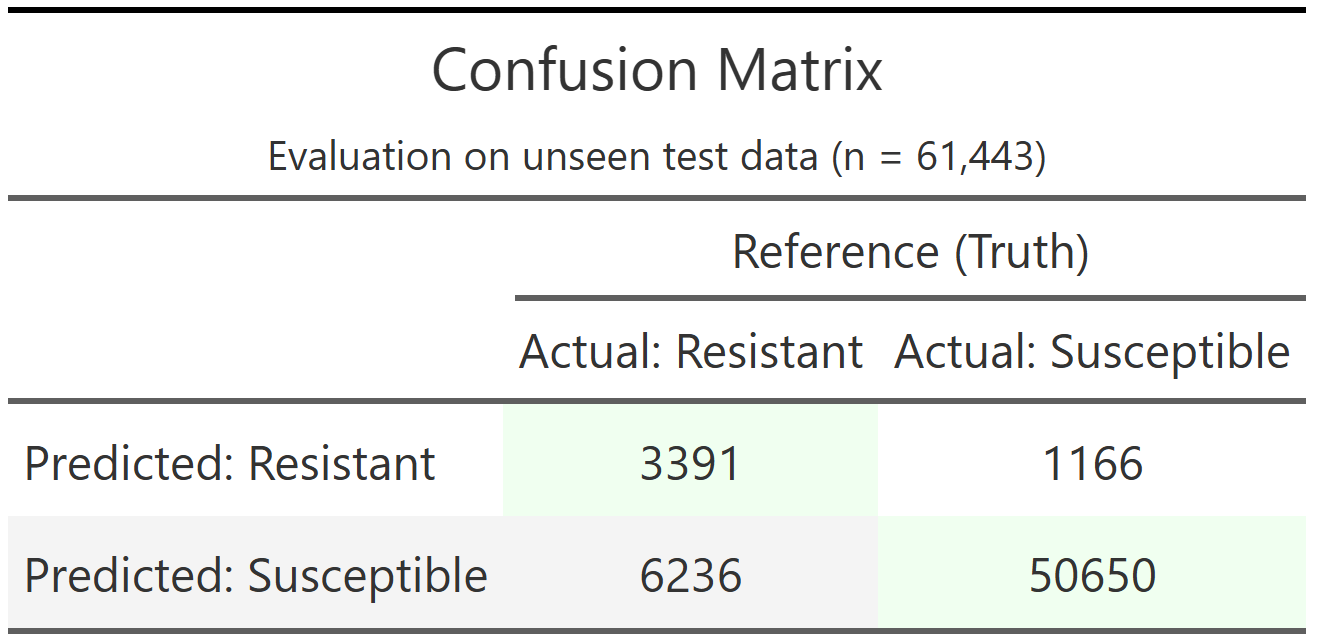 Confusion Matrix
Evaluation on unseen test data (n = 61,443)
Reference (Truth)
Actual: Resistant Actual: Susceptible
Predicted: Resistant 3391 1166
Predicted: Susceptible 6236 50650